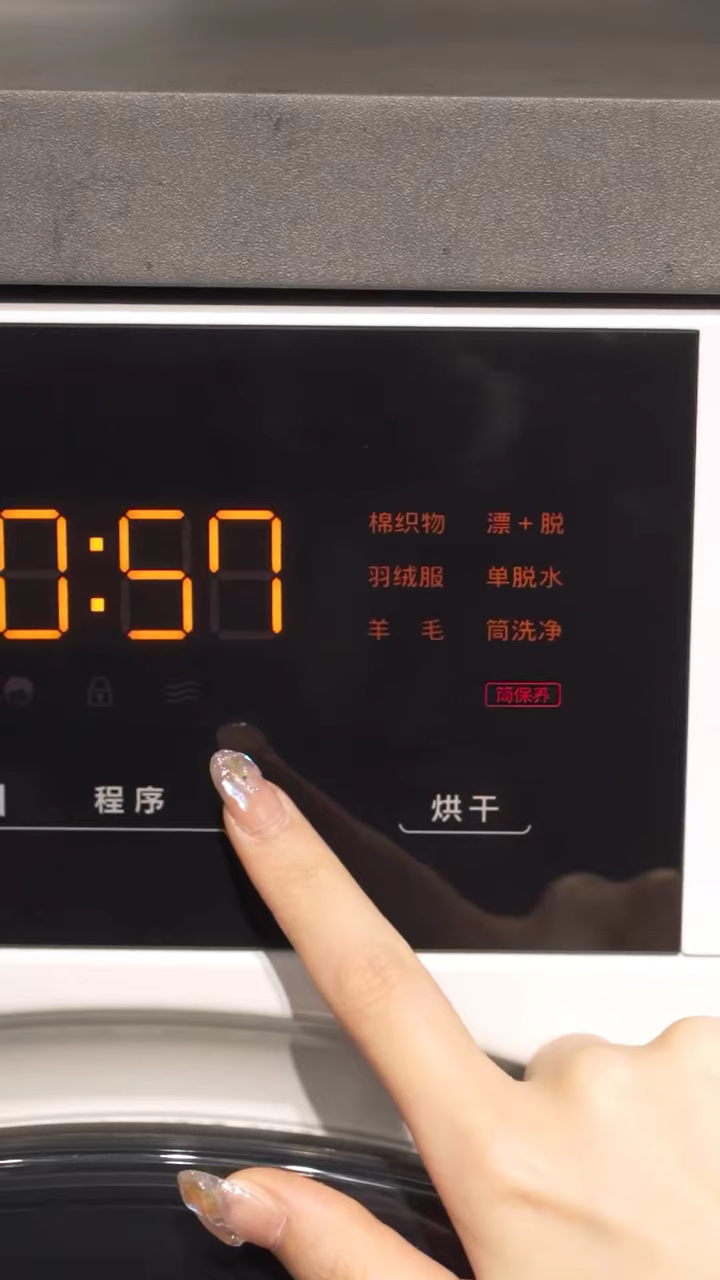 0:57
棉织物 漂+脱
羽绒服 单脱水
羊 毛 筒洗净
筒保养
程序 烘干